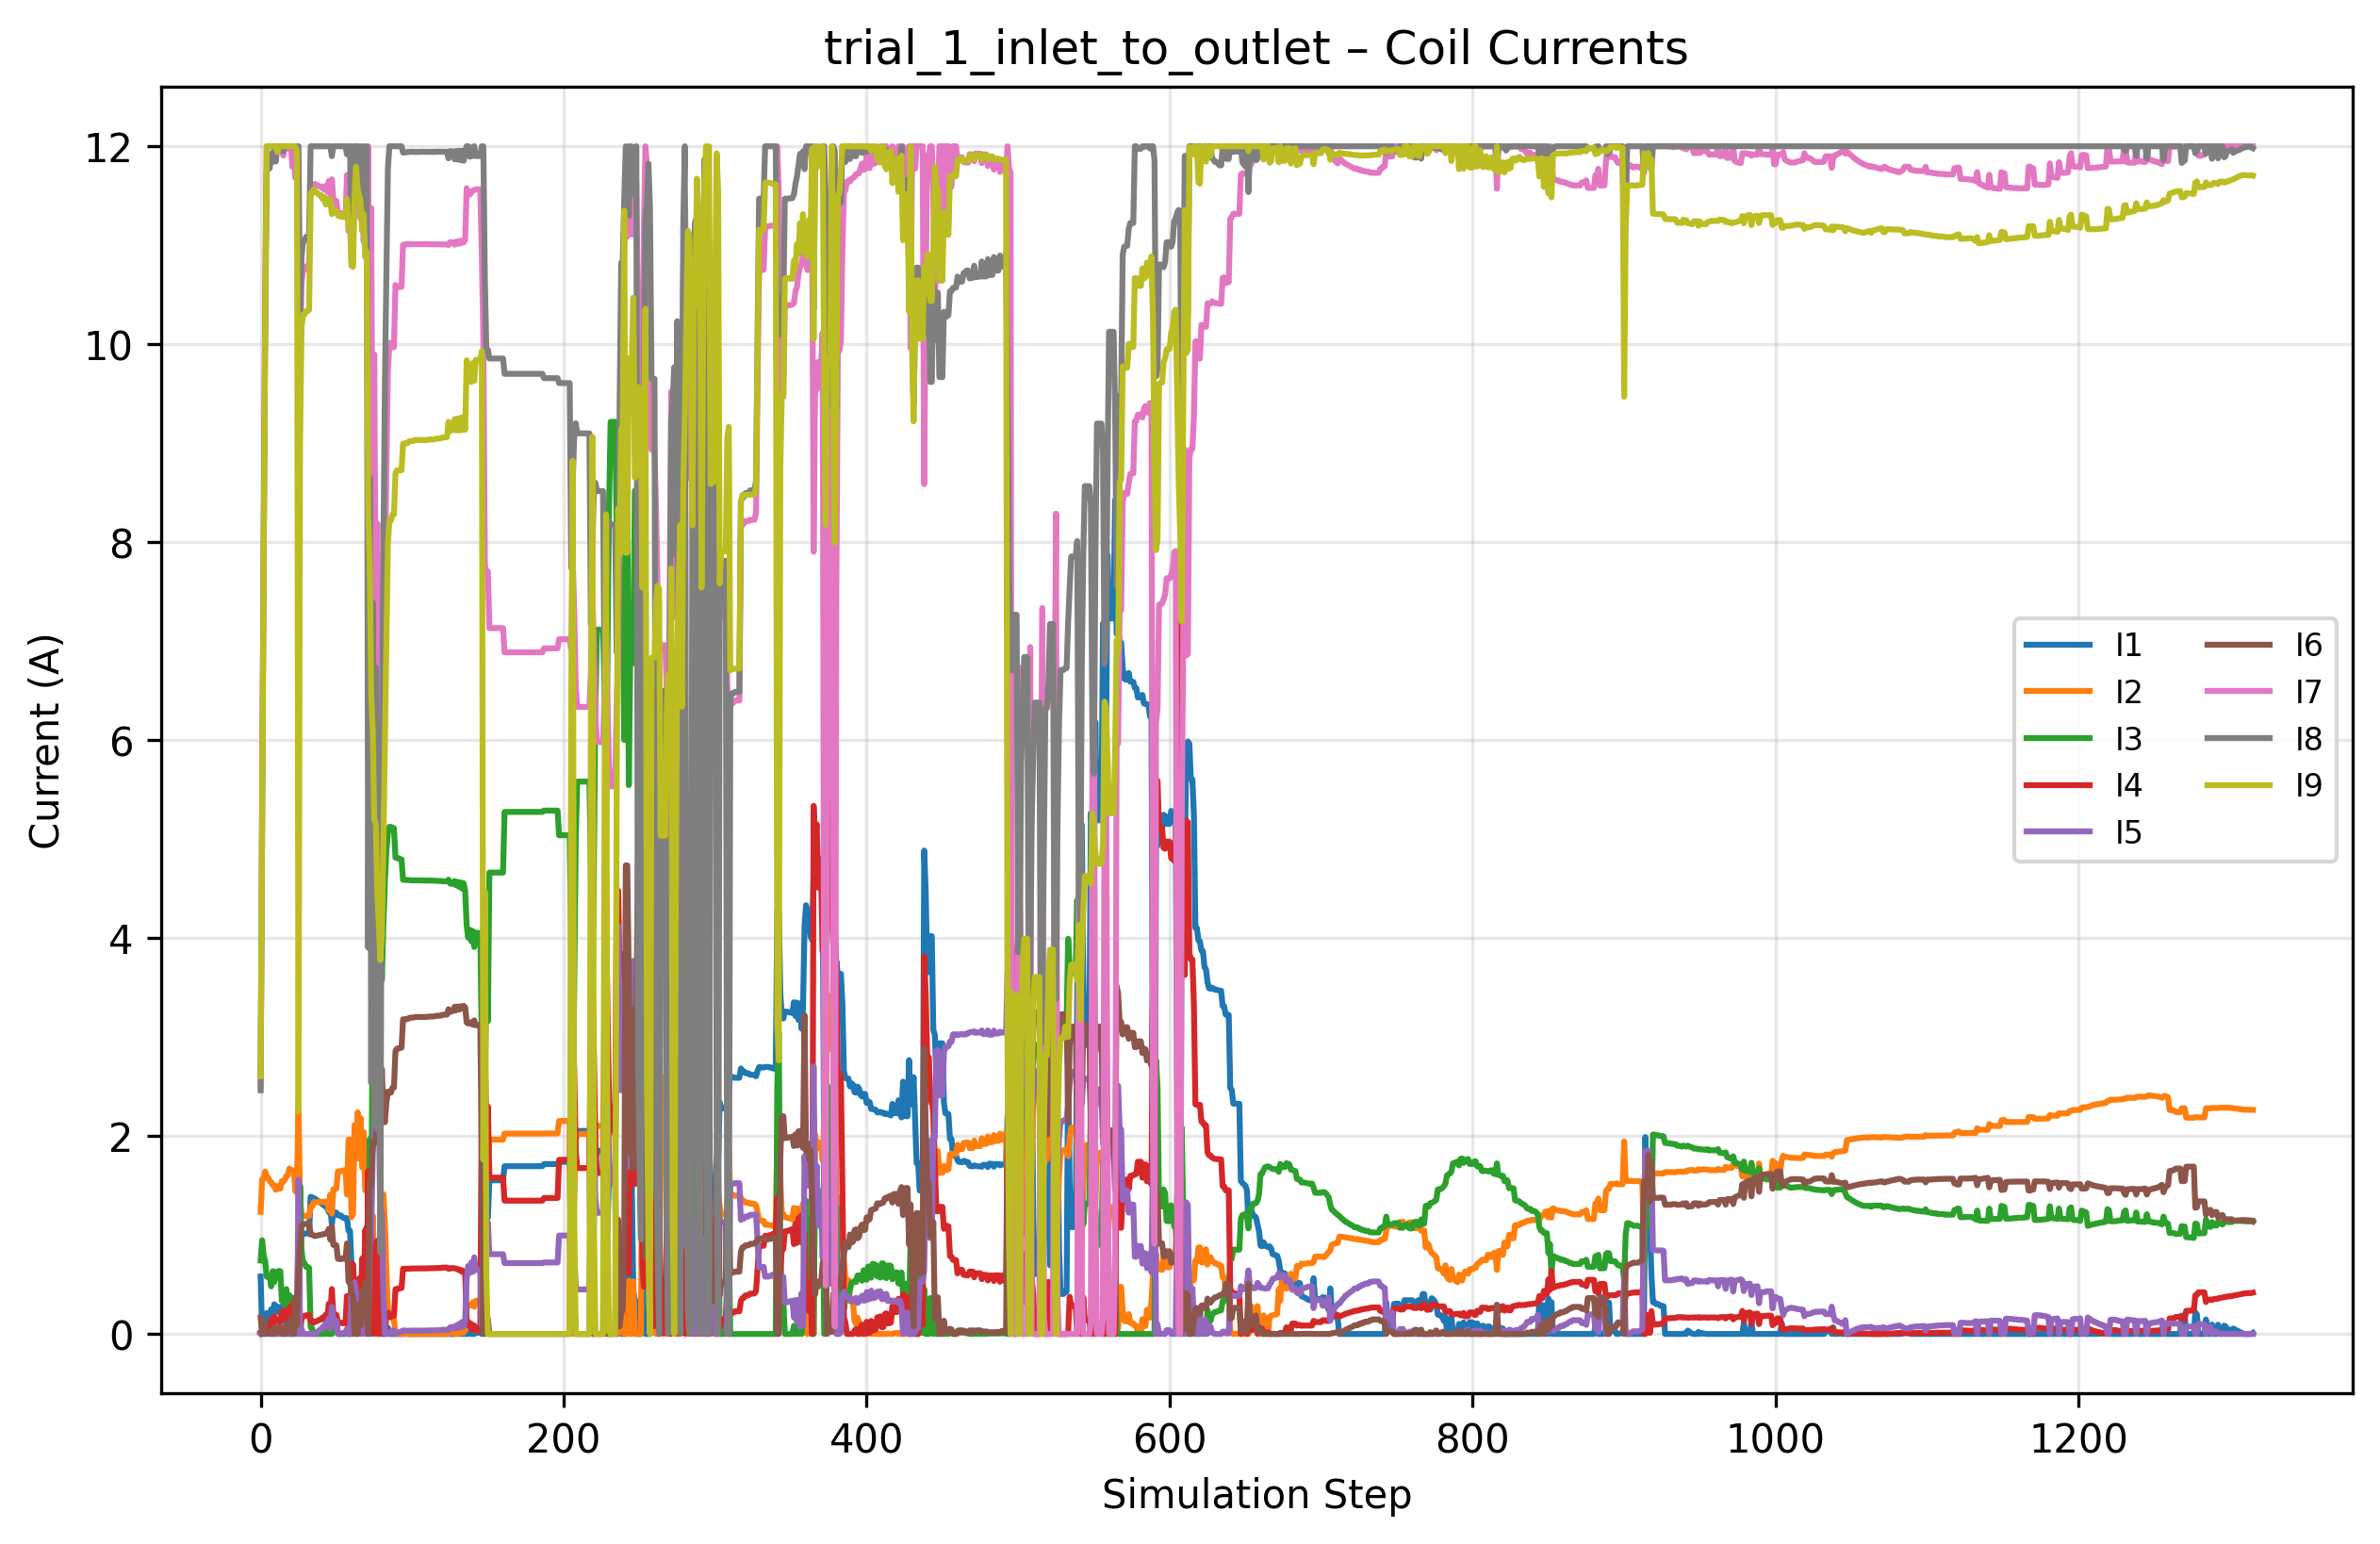 trial_1_inlet_to_outlet – Coil Currents
Current (A)
12
10
8
6
4
2
0
I1
I2
I3
I4
I5
I6
I7
I8
I9
0 200 400 600 800 1000 1200
Simulation Step